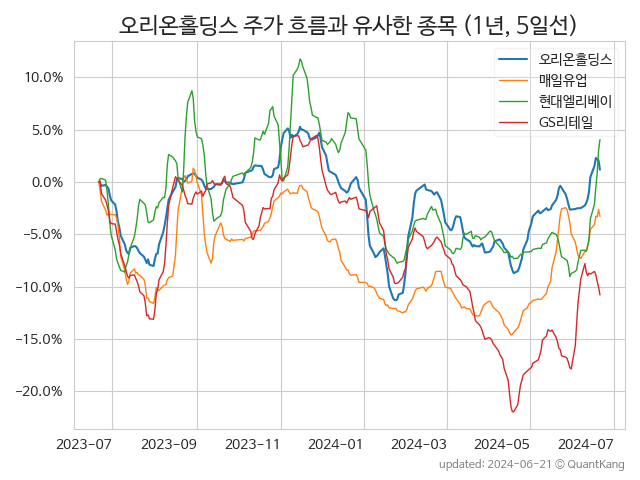 오리온홀딩스 주가 흐름과 유사한 종목 (1년, 5일선)
오리온홀딩스
매일유업
현대엘리베이
GS리테일
10.0%
5.0%
0.0%
−5.0%
−10.0%
−15.0%
−20.0%
2023-07 2023-09 2023-11 2024-01 2024-03 2024-05 2024-07
updated: 2024-06-21 © QuantKang